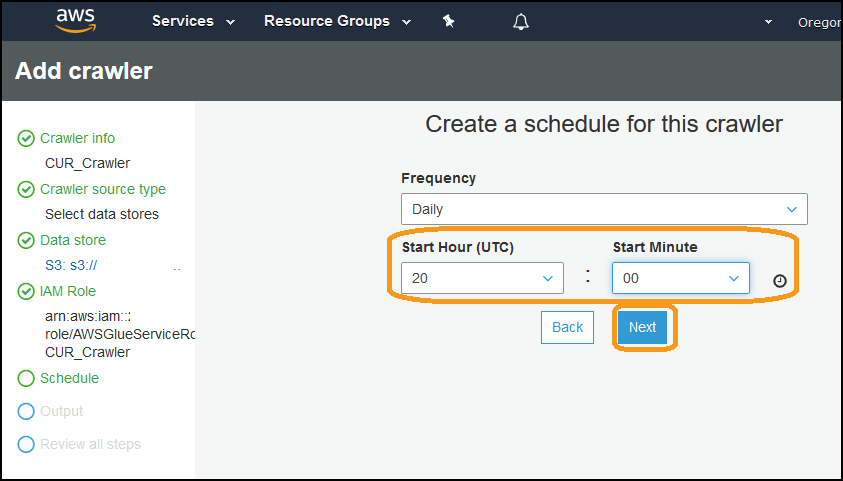 aws
Services
Resource Groups
Oregor
Add crawler
Crawler info
CUR_Crawler
Crawler source type
Select data stores
Data store
S3: s3://
..
IAM Role
arn:aws:iam::
role/AWSGlueServiceRo
CUR_Crawler
Schedule
Output
Review all steps
Create a schedule for this crawler
Frequency
Daily
Start Hour (UTC)
Start Minute
20
:
00
Back
Next